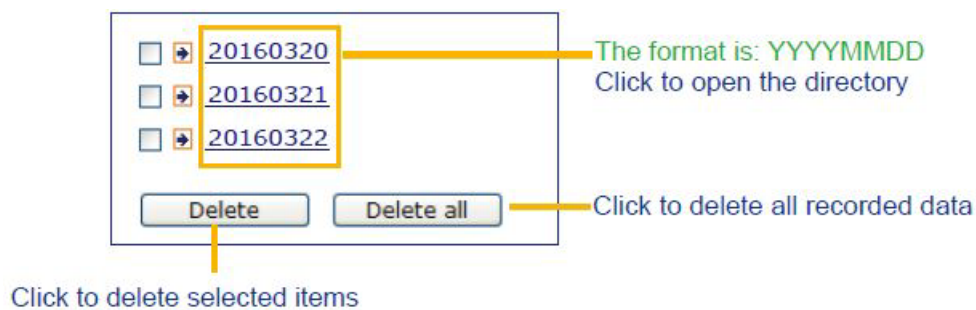 20160320
The format is: YYYYMMDD
Click to open the directory
20160321
20160322
Delete
Delete all
Click to delete all recorded data
Click to delete selected items